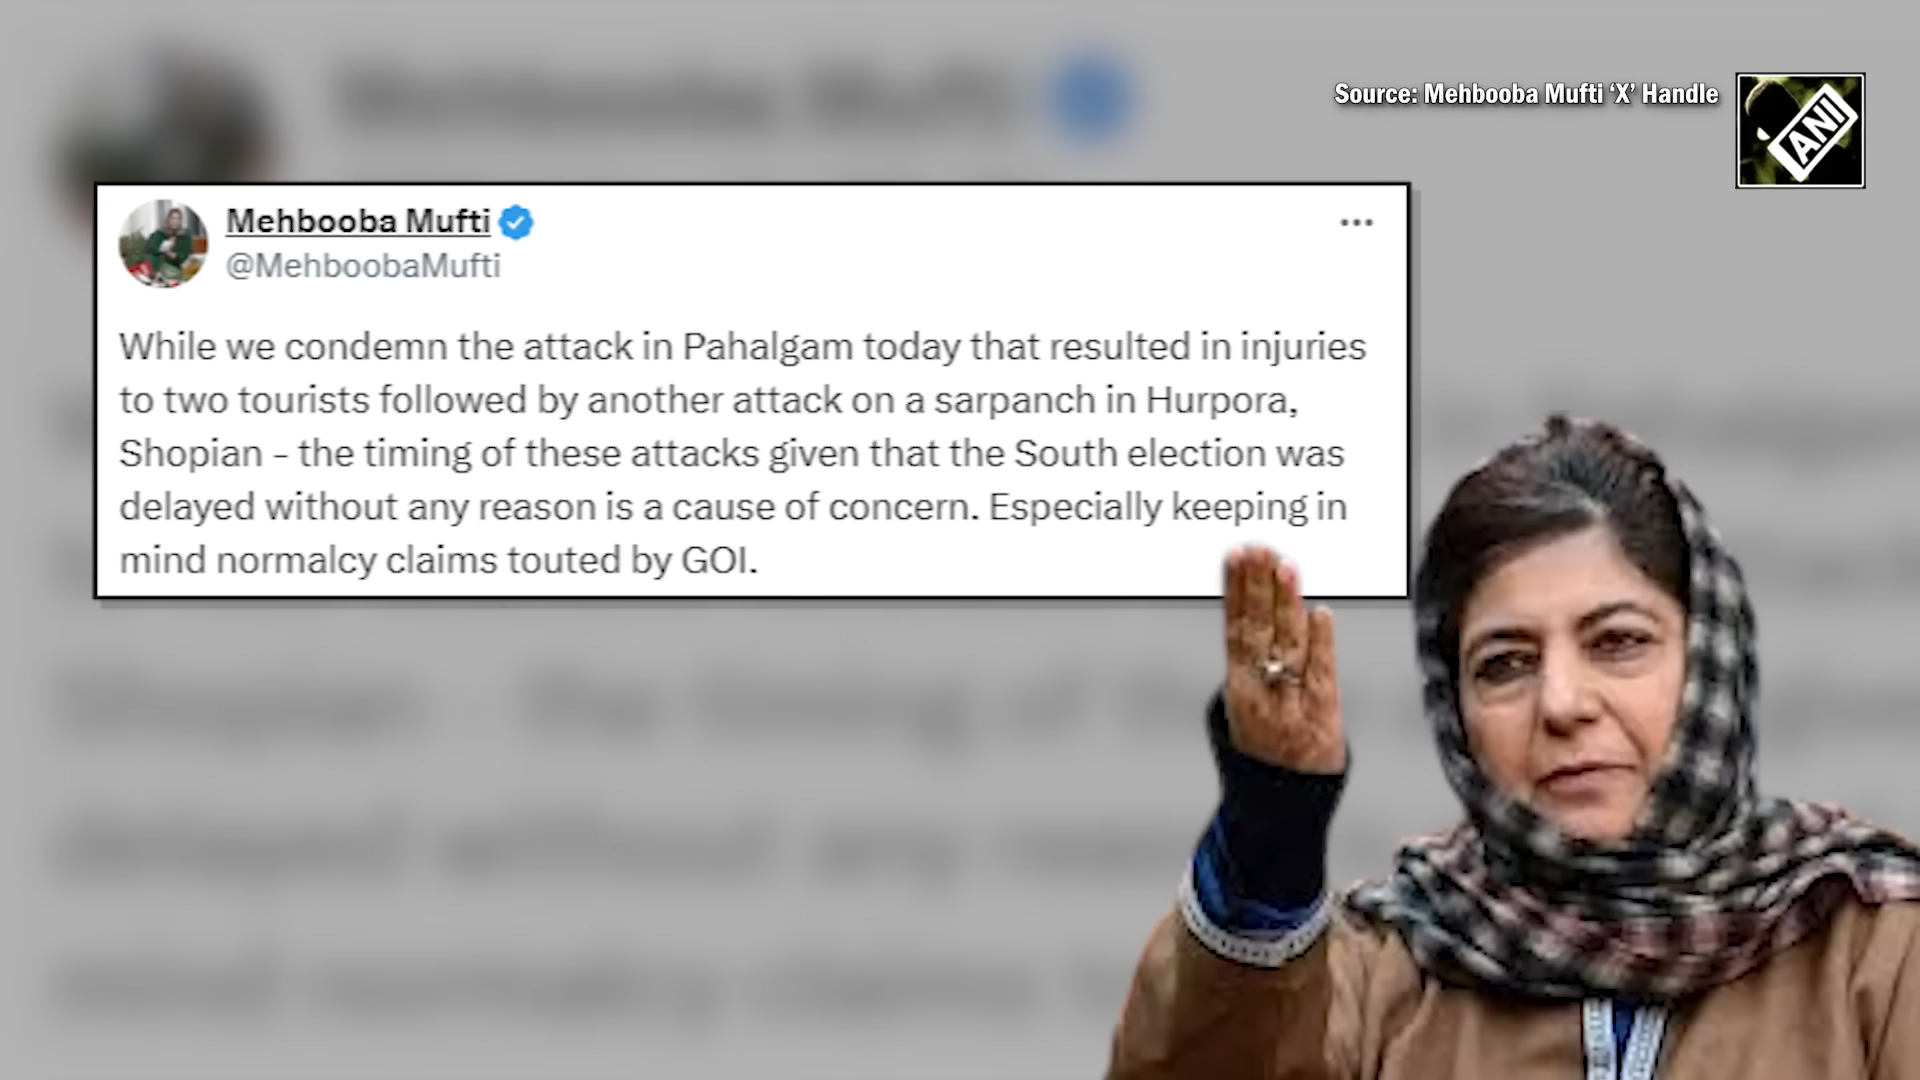 Source: Mehbooba Mufti ‘X’ Handle
ANI
Mehbooba Mufti
@MehboobaMufti
While we condemn the attack in Pahalgam today that resulted in injuries
to two tourists followed by another attack on a sarpanch in Hurpora,
Shopian – the timing of these attacks given that the South election was
delayed without any reason is a cause of concern. Especially keeping in
mind normalcy claims touted by GOI.